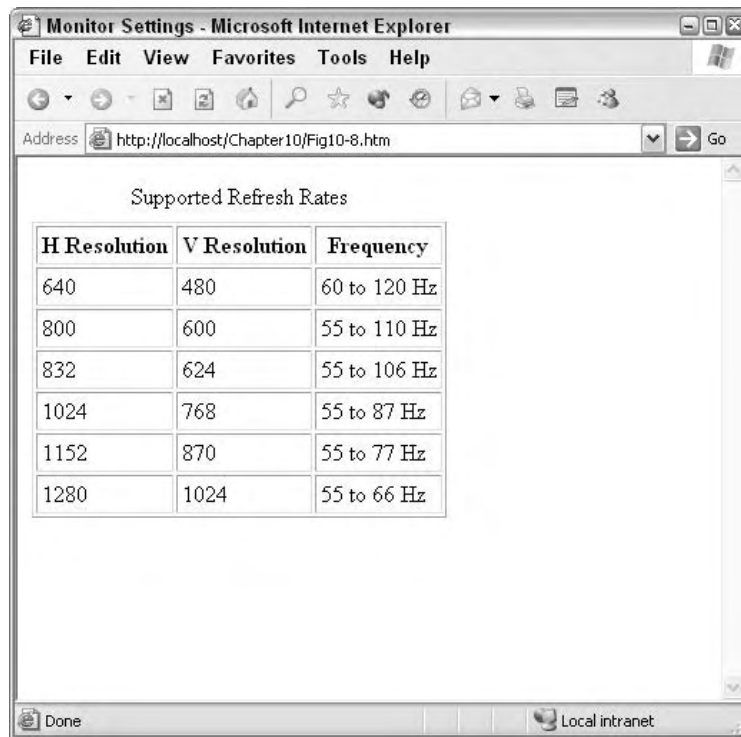 Monitor Settings - Microsoft Internet Explorer
File Edit View Favorites Tools Help
Address http://localhost/Chapter10/Fig10-8.htm Go
Supported Refresh Rates
H Resolution V Resolution Frequency
640 480 60 to 120 Hz
800 600 55 to 110 Hz
832 624 55 to 106 Hz
1024 768 55 to 87 Hz
1152 870 55 to 77 Hz
1280 1024 55 to 66 Hz
Done Local intranet